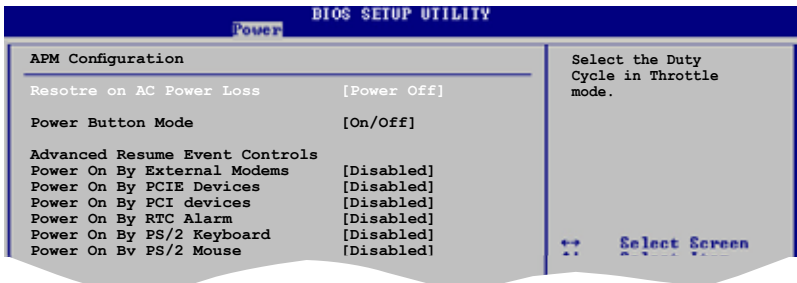 BIOS SETUP UTILITY
Power
APM Configuration
Resotre on AC Power Loss [Power Off]
Power Button Mode [On/Off]
Advanced Resume Event Controls
Power On By External Modems [Disabled]
Power On By PCIE Devices [Disabled]
Power On By PCI devices [Disabled]
Power On By RTC Alarm [Disabled]
Power On By PS/2 Keyboard [Disabled]
Power On By PS/2 Mouse [Disabled]
Select the Duty
Cycle in Throttle
mode.
↔ Select Screen